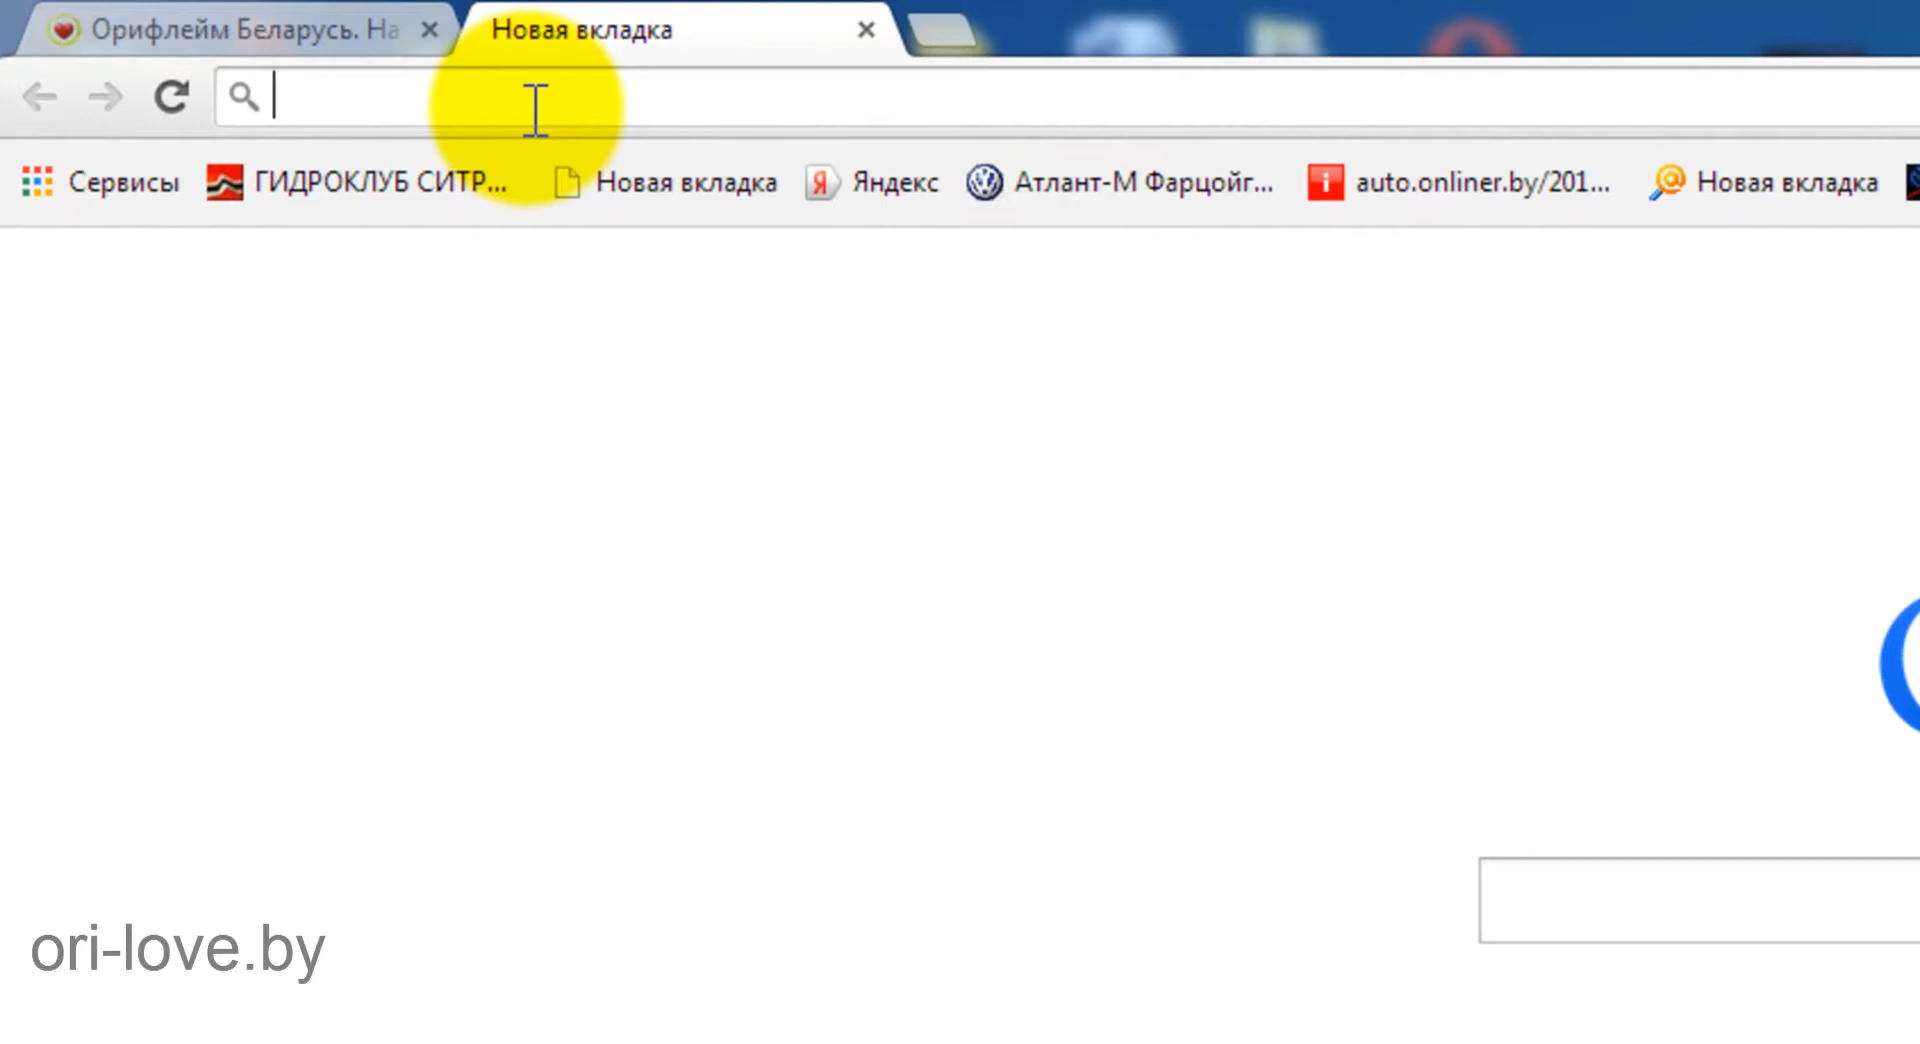 Орифлейм Беларусь. На
Новая вкладка
Сервисы ГИДРОКЛУБ СИТР... Новая вкладка Яндекс Атлант-М Фарцойг... auto.onliner.by/201... Новая вкладка
ori-love.by